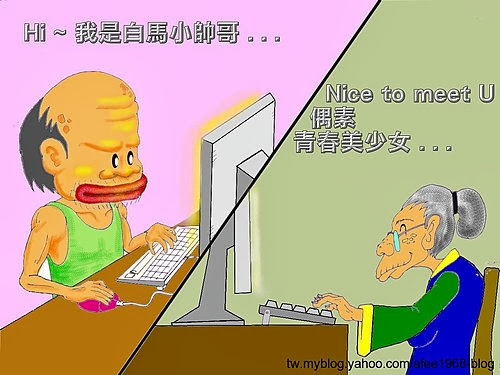 Hi ~ 我是白馬小帥哥 . . .
Nice to meet U
偶素
青春美少女 . . .
tw.myblog.yahoo.com/afee1968-blog